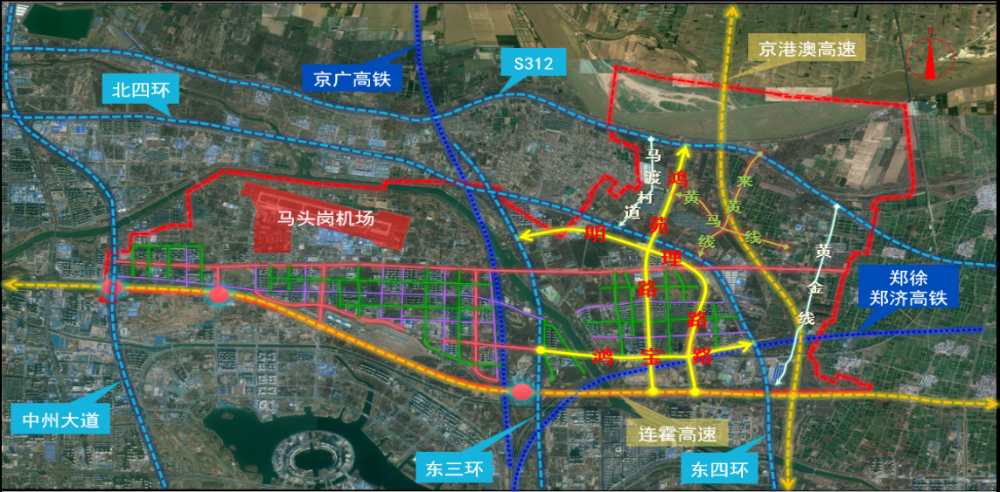 京港澳高速
S312
京广高铁
北四环
马渡村道
鸿苑路
黄马线
来黄线
明理路
马头岗机场
黄金线
郑徐
郑济高铁
鸿宝路
中州大道
连霍高速
东三环
东四环